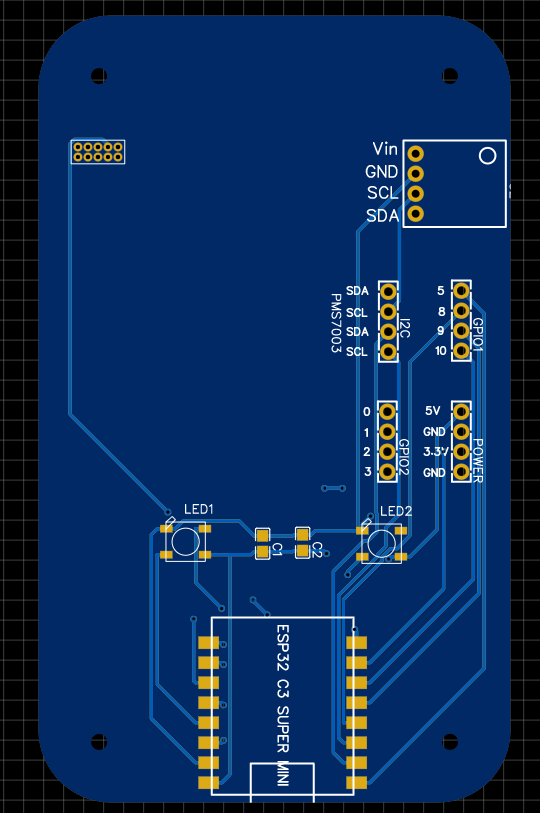 Vin
GND
SCL
SDA
SDA
SCL
SDA
SCL
PMS7003
I2C
5
8
9
10
GPIO1
0
1
2
3
GPIO2
5V
GND
3.3V
GND
POWER
LED1
LED2
C1
C2
ESP32 C3 SUPER MINI